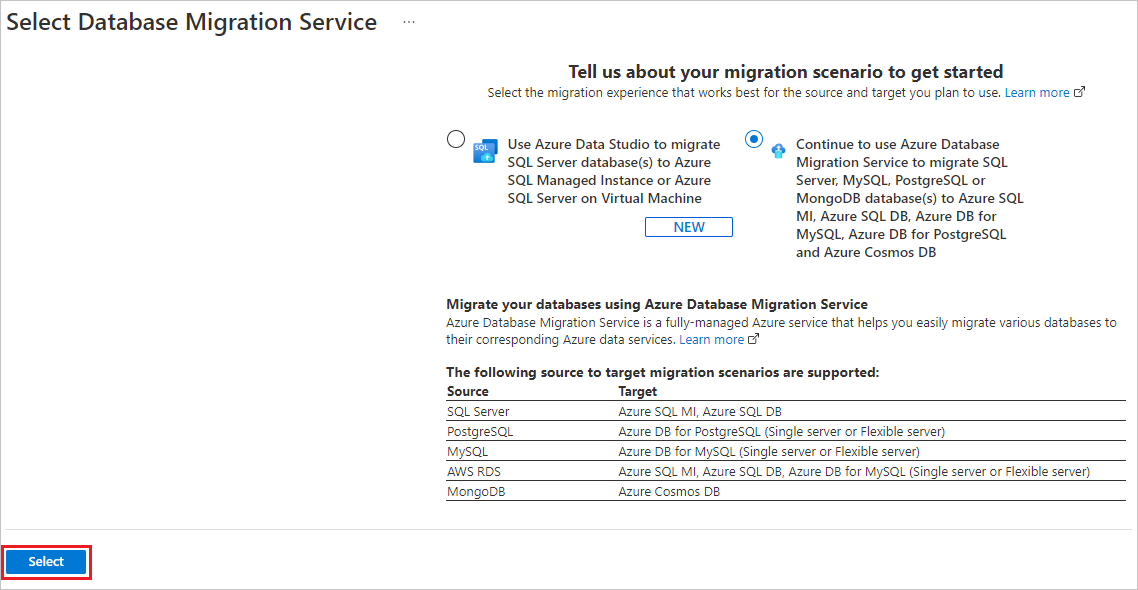 Select Database Migration Service ...
Tell us about your migration scenario to get started
Select the migration experience that works best for the source and target you plan to use. Learn more
Use Azure Data Studio to migrate
SQL Server database(s) to Azure
SQL Managed Instance or Azure
SQL Server on Virtual Machine
NEW
SQL
Continue to use Azure Database
Migration Service to migrate SQL
Server, MySQL, PostgreSQL or
MongoDB database(s) to Azure SQL
MI, Azure SQL DB, Azure DB for
MySQL, Azure DB for PostgreSQL
and Azure Cosmos DB
Migrate your databases using Azure Database Migration Service
Azure Database Migration Service is a fully-managed Azure service that helps you easily migrate various databases to
their corresponding Azure data services. Learn more
The following source to target migration scenarios are supported:
Source Target
SQL Server Azure SQL MI, Azure SQL DB
PostgreSQL Azure DB for PostgreSQL (Single server or Flexible server)
MySQL Azure DB for MySQL (Single server or Flexible server)
AWS RDS Azure SQL MI, Azure SQL DB, Azure DB for MySQL (Single server or Flexible server)
MongoDB Azure Cosmos DB
Select